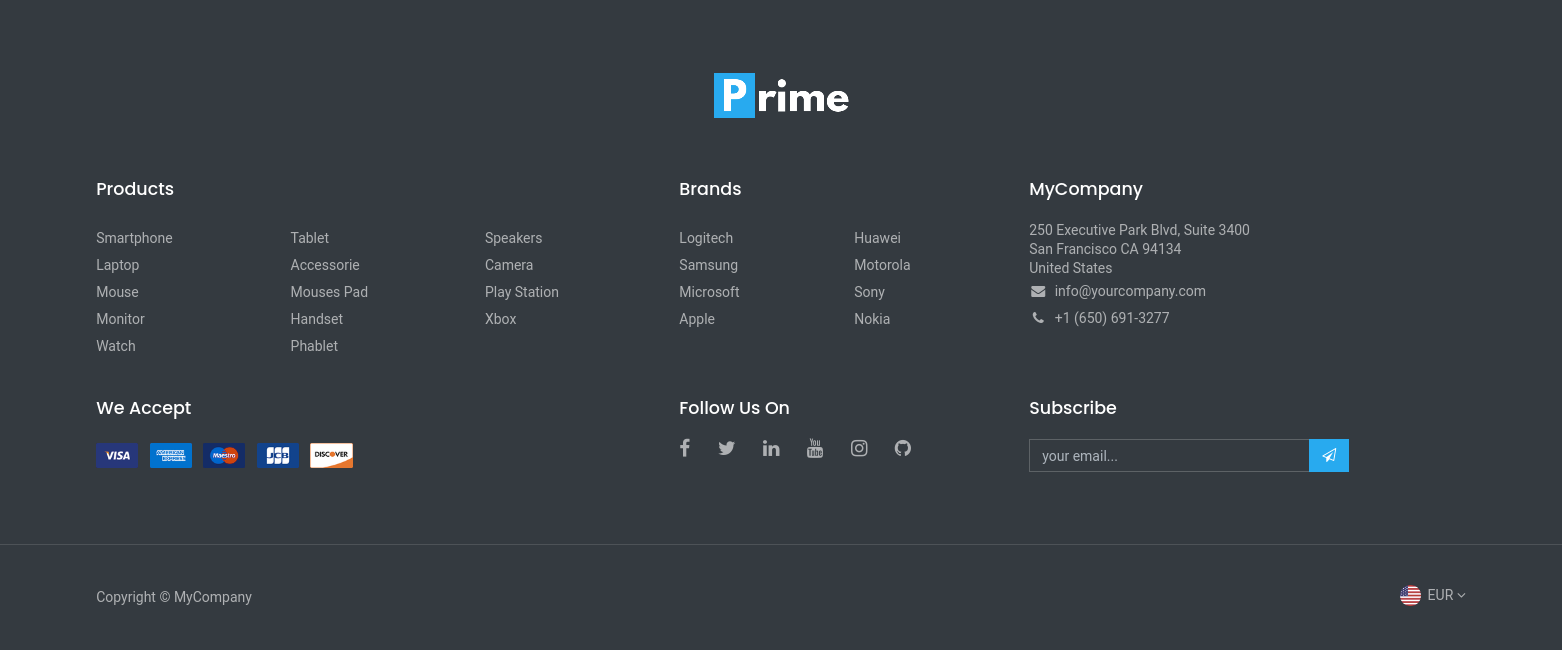 Prime
Products
Smartphone
Laptop
Mouse
Monitor
Watch
Tablet
Accessorie
Mouses Pad
Handset
Phablet
Speakers
Camera
Play Station
Xbox
Brands
Logitech
Samsung
Microsoft
Apple
Huawei
Motorola
Sony
Nokia
MyCompany
250 Executive Park Blvd, Suite 3400
San Francisco CA 94134
United States
info@yourcompany.com
+1 (650) 691-3277
We Accept
VISA
AMERICAN EXPRESS
Maestro
JCB
DISCOVER
Follow Us On
You
Tube
Subscribe
your email...
Copyright © MyCompany
EUR